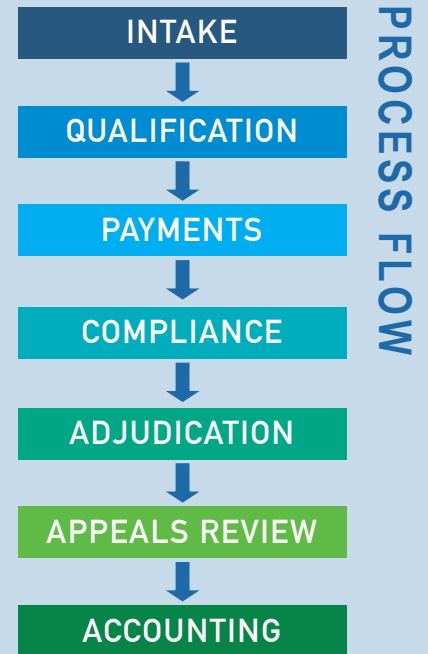 INTAKE
QUALIFICATION
PAYMENTS
COMPLIANCE
ADJUDICATION
APPEALS REVIEW
ACCOUNTING
PROCESS FLOW